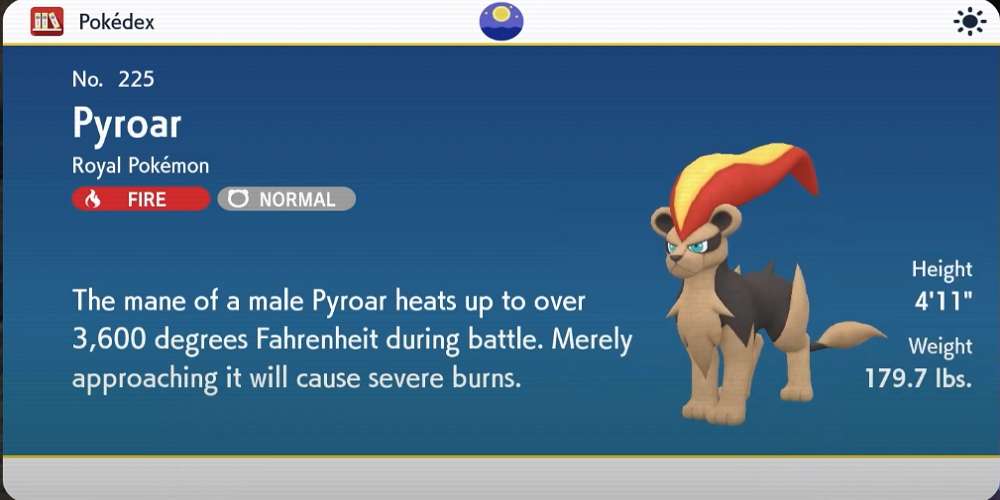 Pokédex
No. 225
Pyroar
Royal Pokémon
FIRE NORMAL
The mane of a male Pyroar heats up to over
3,600 degrees Fahrenheit during battle. Merely
approaching it will cause severe burns.
Height
4'11"
Weight
179.7 lbs.